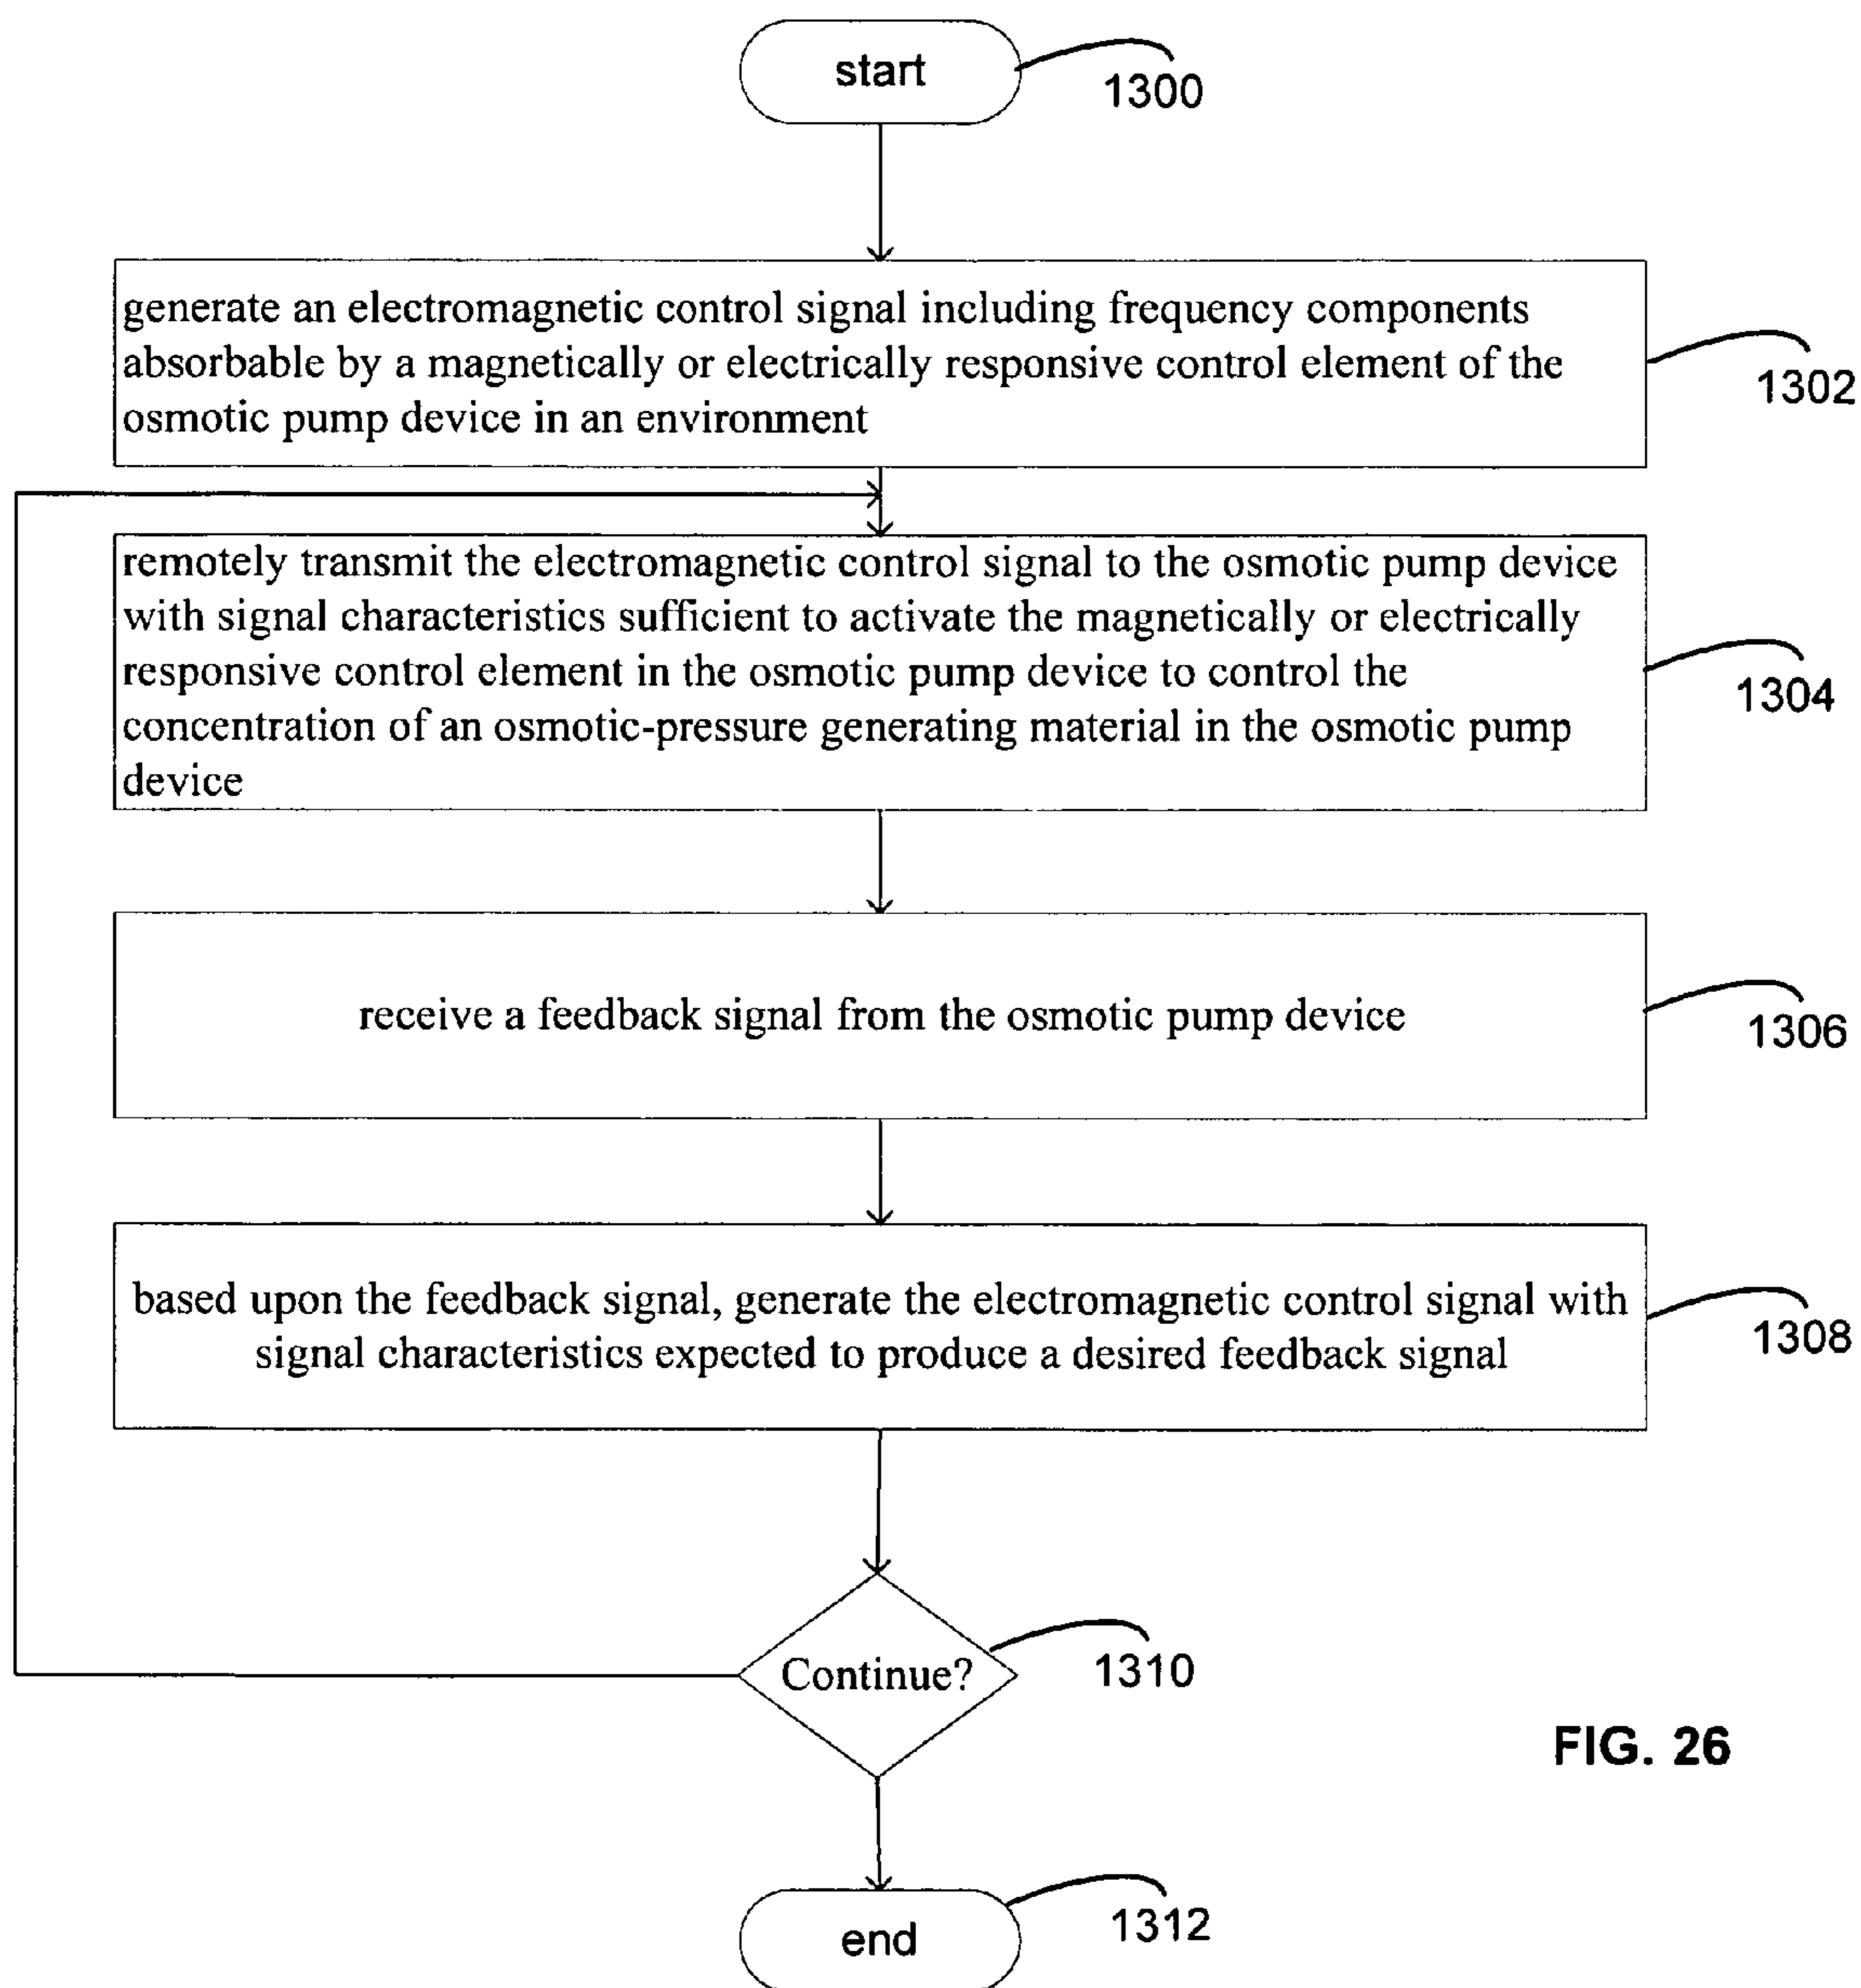 start
1300
generate an electromagnetic control signal including frequency components
absorbable by a magnetically or electrically responsive control element of the
osmotic pump device in an environment
1302
remotely transmit the electromagnetic control signal to the osmotic pump device
with signal characteristics sufficient to activate the magnetically or electrically
responsive control element in the osmotic pump device to control the
concentration of an osmotic-pressure generating material in the osmotic pump
device
1304
receive a feedback signal from the osmotic pump device
1306
based upon the feedback signal, generate the electromagnetic control signal with
signal characteristics expected to produce a desired feedback signal
1308
Continue?
1310
FIG. 26
end
1312